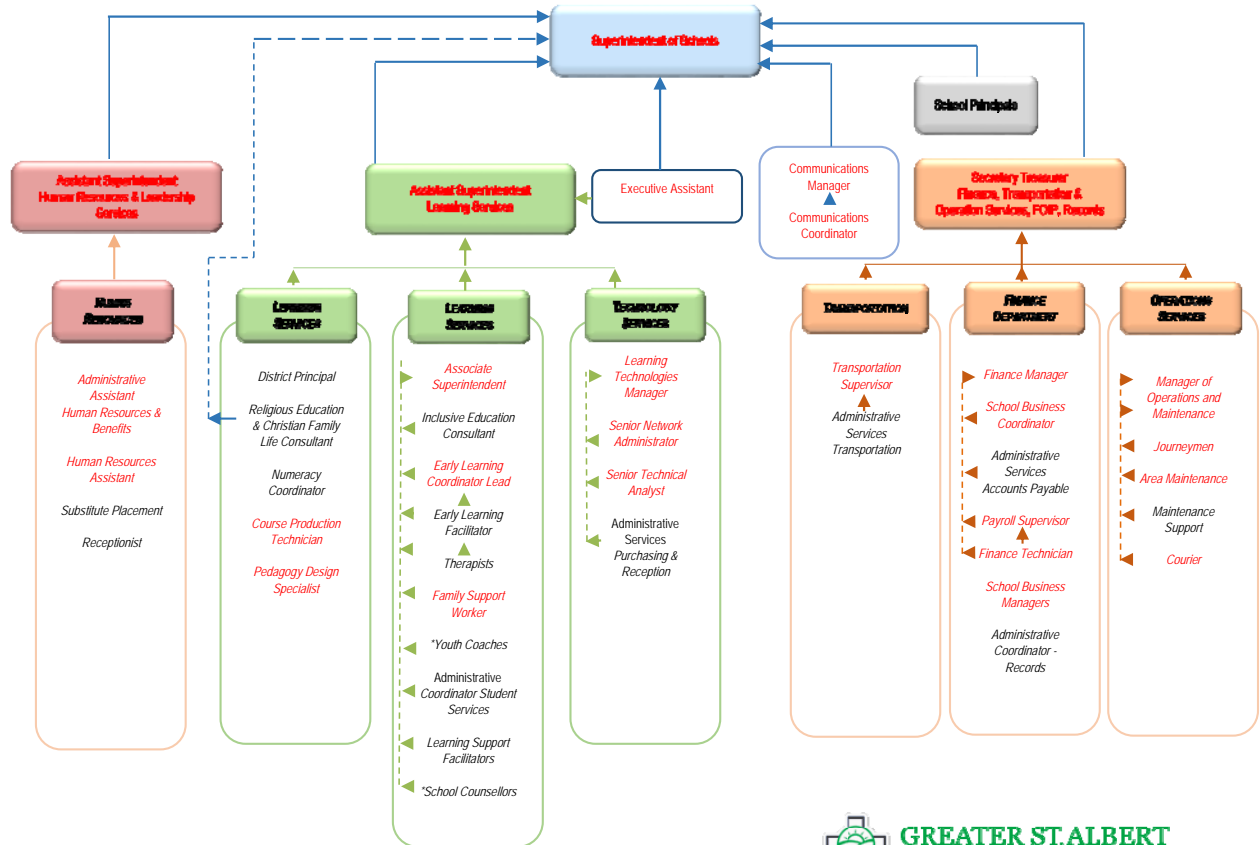 Superintendent of Schools
School Principals
Assistant Superintendent
Human Resources & Leadership
Services
Assistant Superintendent
Learning Services
Executive Assistant
Communications
Manager
Communications
Coordinator
Secretary Treasurer
Finance, Transportation &
Operation Services, FOIP, Records
HUMAN
RESOURCES
Administrative
Assistant
Human Resources &
Benefits
Human Resources
Assistant
Substitute Placement
Receptionist
LEARNING
SERVICES
District Principal
Religious Education
& Christian Family
Life Consultant
Numeracy
Coordinator
Course Production
Technician
Pedagogy Design
Specialist
LEARNING
SERVICES
Associate
Superintendent
Inclusive Education
Consultant
Early Learning
Coordinator Lead
Early Learning
Facilitator
Therapists
Family Support
Worker
*Youth Coaches
Administrative
Coordinator Student
Services
Learning Support
Facilitators
*School Counsellors
TECHNOLOGY
SERVICES
Learning
Technologies
Manager
Senior Network
Administrator
Senior Technical
Analyst
Administrative
Services
Purchasing &
Reception
TRANSPORTATION
Transportation
Supervisor
Administrative
Services
Transportation
FINANCE
DEPARTMENT
Finance Manager
School Business
Coordinator
Administrative
Services
Accounts Payable
Payroll Supervisor
Finance Technician
School Business
Managers
Administrative
Coordinator -
Records
OPERATIONS
SERVICES
Manager of
Operations and
Maintenance
Journeymen
Area Maintenance
Maintenance
Support
Courier
GREATER ST.ALBERT